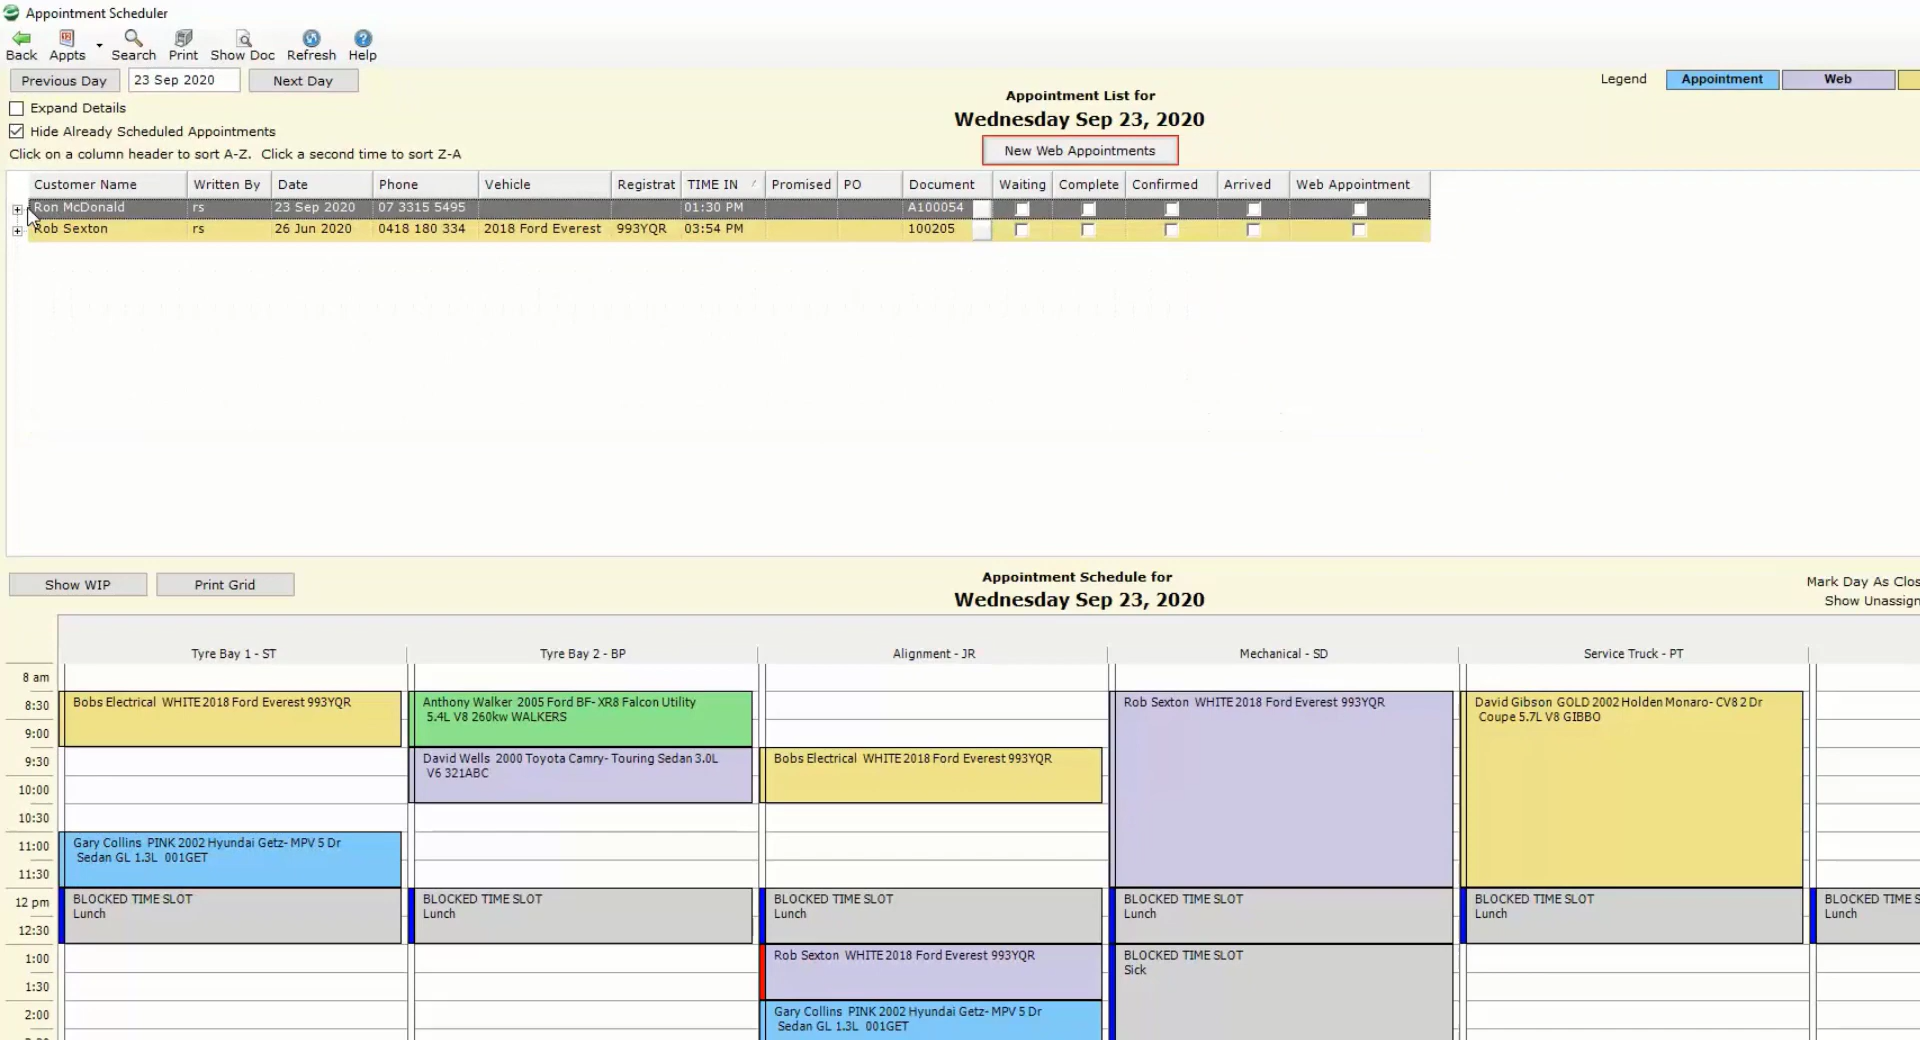 Appointment Scheduler
Back Appts Search Print Show Doc Refresh Help
Previous Day 23 Sep 2020 Next Day
Legend Appointment Web
Expand Details
Hide Already Scheduled Appointments
Click on a column header to sort A-Z. Click a second time to sort Z-A
Appointment List for
Wednesday Sep 23, 2020
New Web Appointments
Customer Name Written By Date Phone Vehicle Registrat TIME IN Promised PO Document Waiting Complete Confirmed Arrived Web Appointment
Ron McDonald rs 23 Sep 2020 07 3315 5495 01:30 PM A100054
Rob Sexton rs 26 Jun 2020 0418 180 334 2018 Ford Everest 993YQR 03:54 PM 100205
Show WIP Print Grid
Appointment Schedule for
Wednesday Sep 23, 2020
Mark Day As Clos
Show Unassign
Tyre Bay 1 - ST Tyre Bay 2 - BP Alignment - JR Mechanical - SD Service Truck - PT
8 am
8:30
9:00
9:30
10:00
10:30
11:00
11:30
12 pm
12:30
1:00
1:30
2:00
Bobs Electrical WHITE 2018 Ford Everest 993YQR
Gary Collins PINK 2002 Hyundai Getz- MPV 5 Dr
Sedan GL 1.3L 001GET
BLOCKED TIME SLOT
Lunch
Anthony Walker 2005 Ford BF- XR8 Falcon Utility
5.4L V8 260kw WALKERS
David Wells 2000 Toyota Camry- Touring Sedan 3.0L
V6 321ABC
BLOCKED TIME SLOT
Lunch
Bobs Electrical WHITE 2018 Ford Everest 993YQR
BLOCKED TIME SLOT
Lunch
Rob Sexton WHITE 2018 Ford Everest 993YQR
Gary Collins PINK 2002 Hyundai Getz- MPV 5 Dr
Sedan GL 1.3L 001GET
Rob Sexton WHITE 2018 Ford Everest 993YQR
BLOCKED TIME SLOT
Lunch
BLOCKED TIME SLOT
Sick
David Gibson GOLD 2002 Holden Monaro- CV8 2 Dr
Coupe 5.7L V8 GIBBO
BLOCKED TIME SLOT
Lunch
BLOCKED TIME S
Lunch